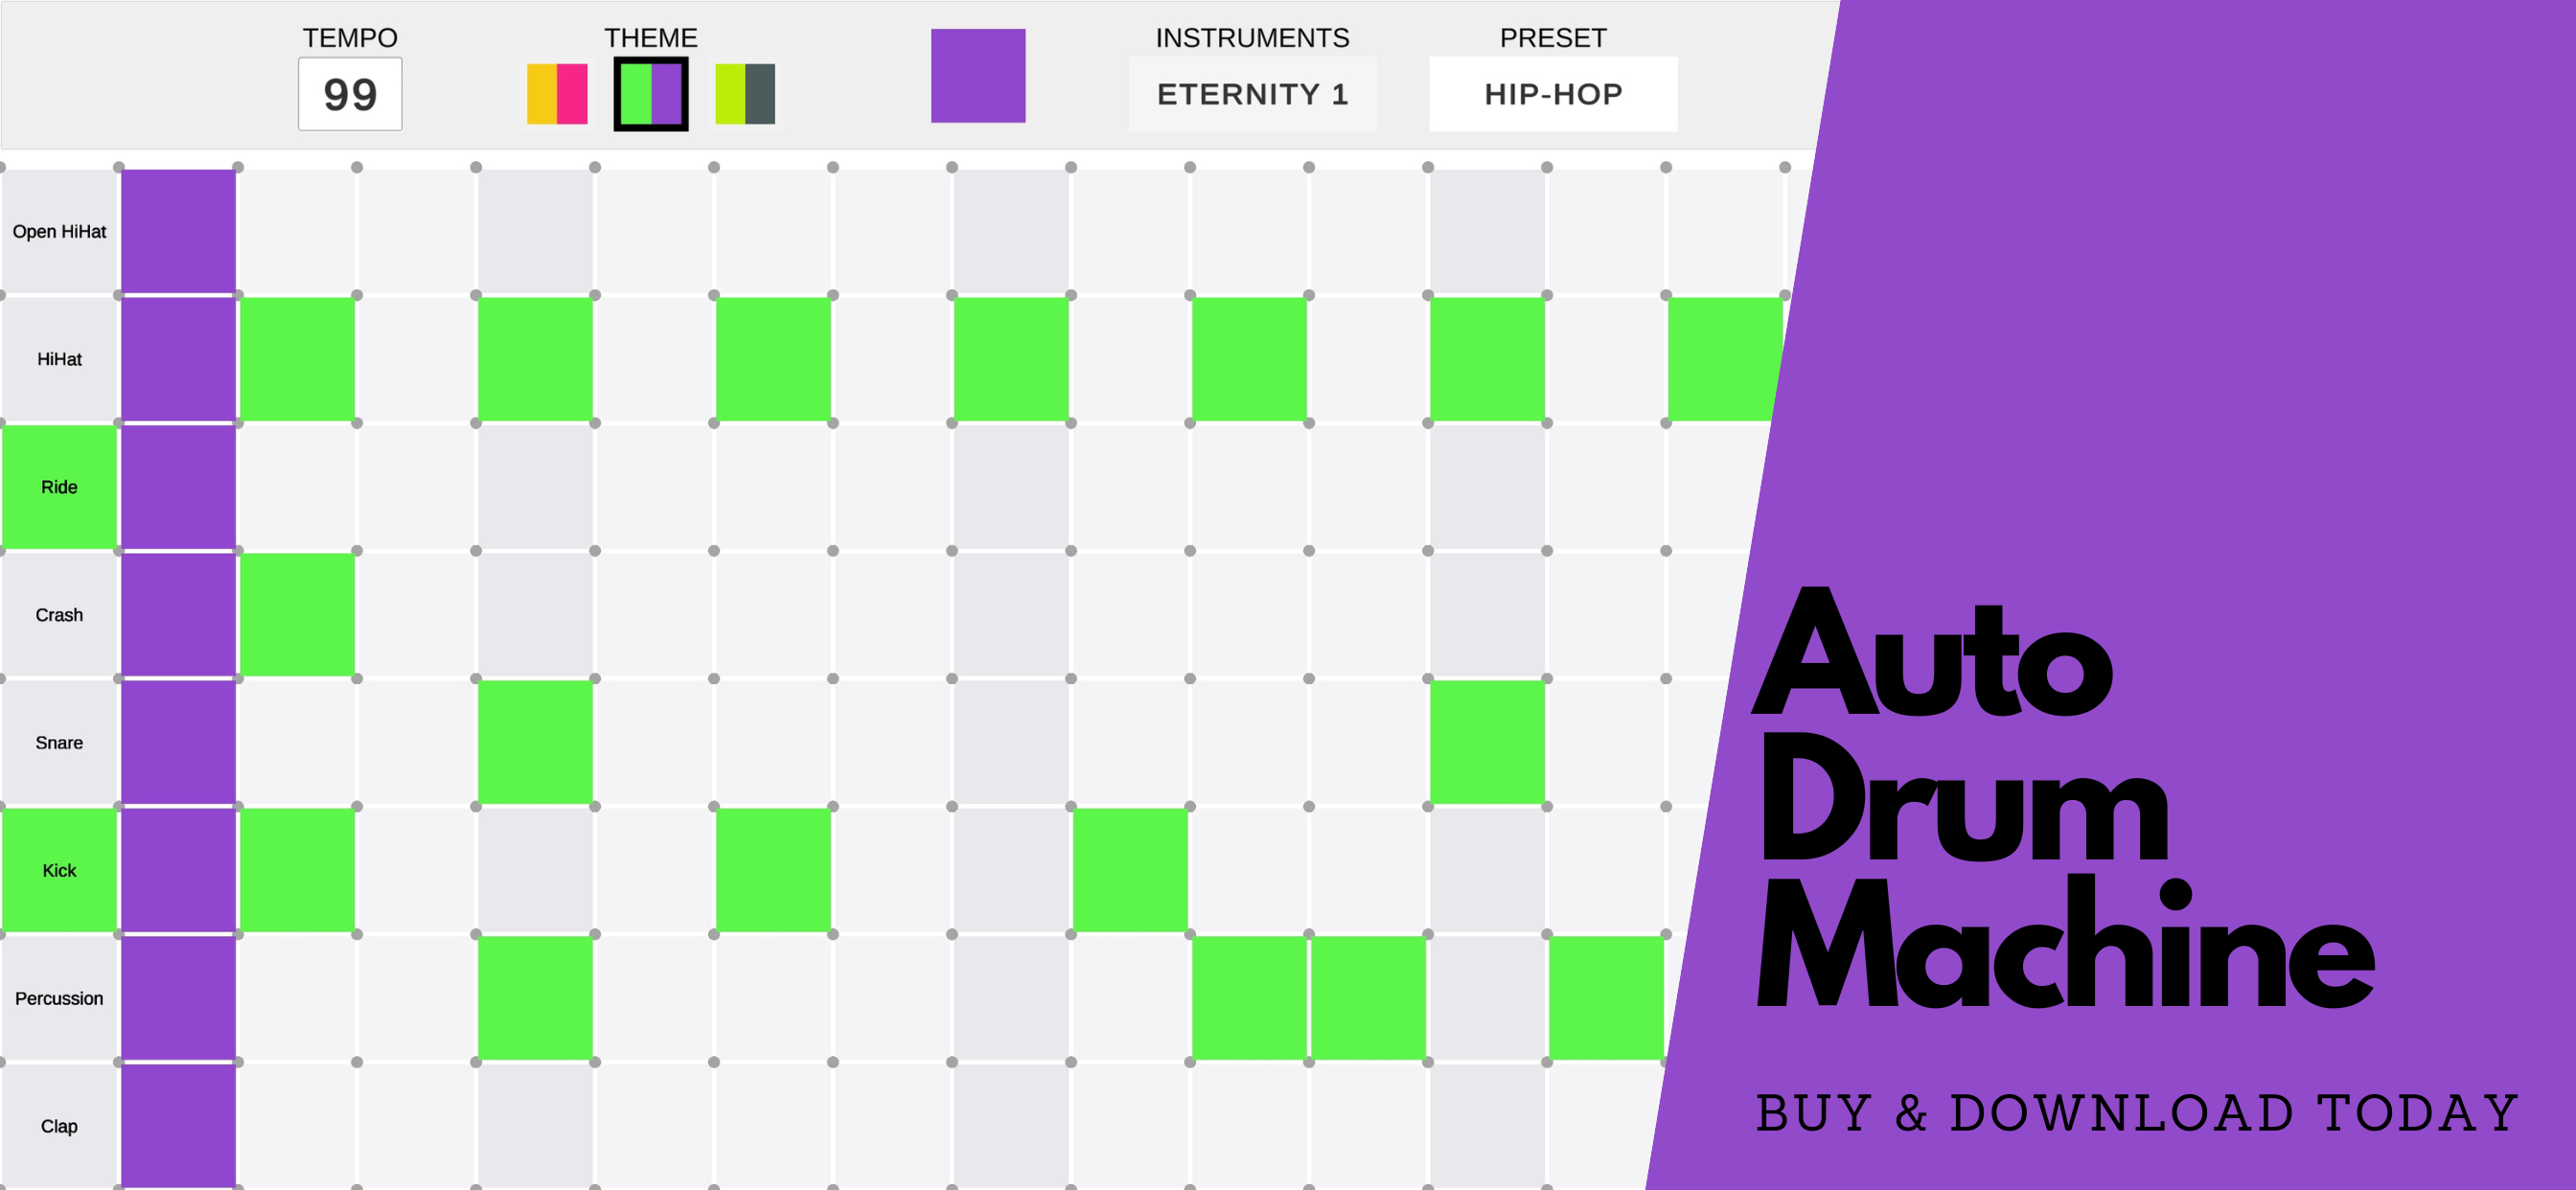 TEMPO
THEME
INSTRUMENTS
PRESET
99
ETERNITY 1
HIP-HOP
Open HiHat
HiHat
Ride
Crash
Snare
Kick
Percussion
Clap
Auto
Drum
Machine
BUY & DOWNLOAD TODAY